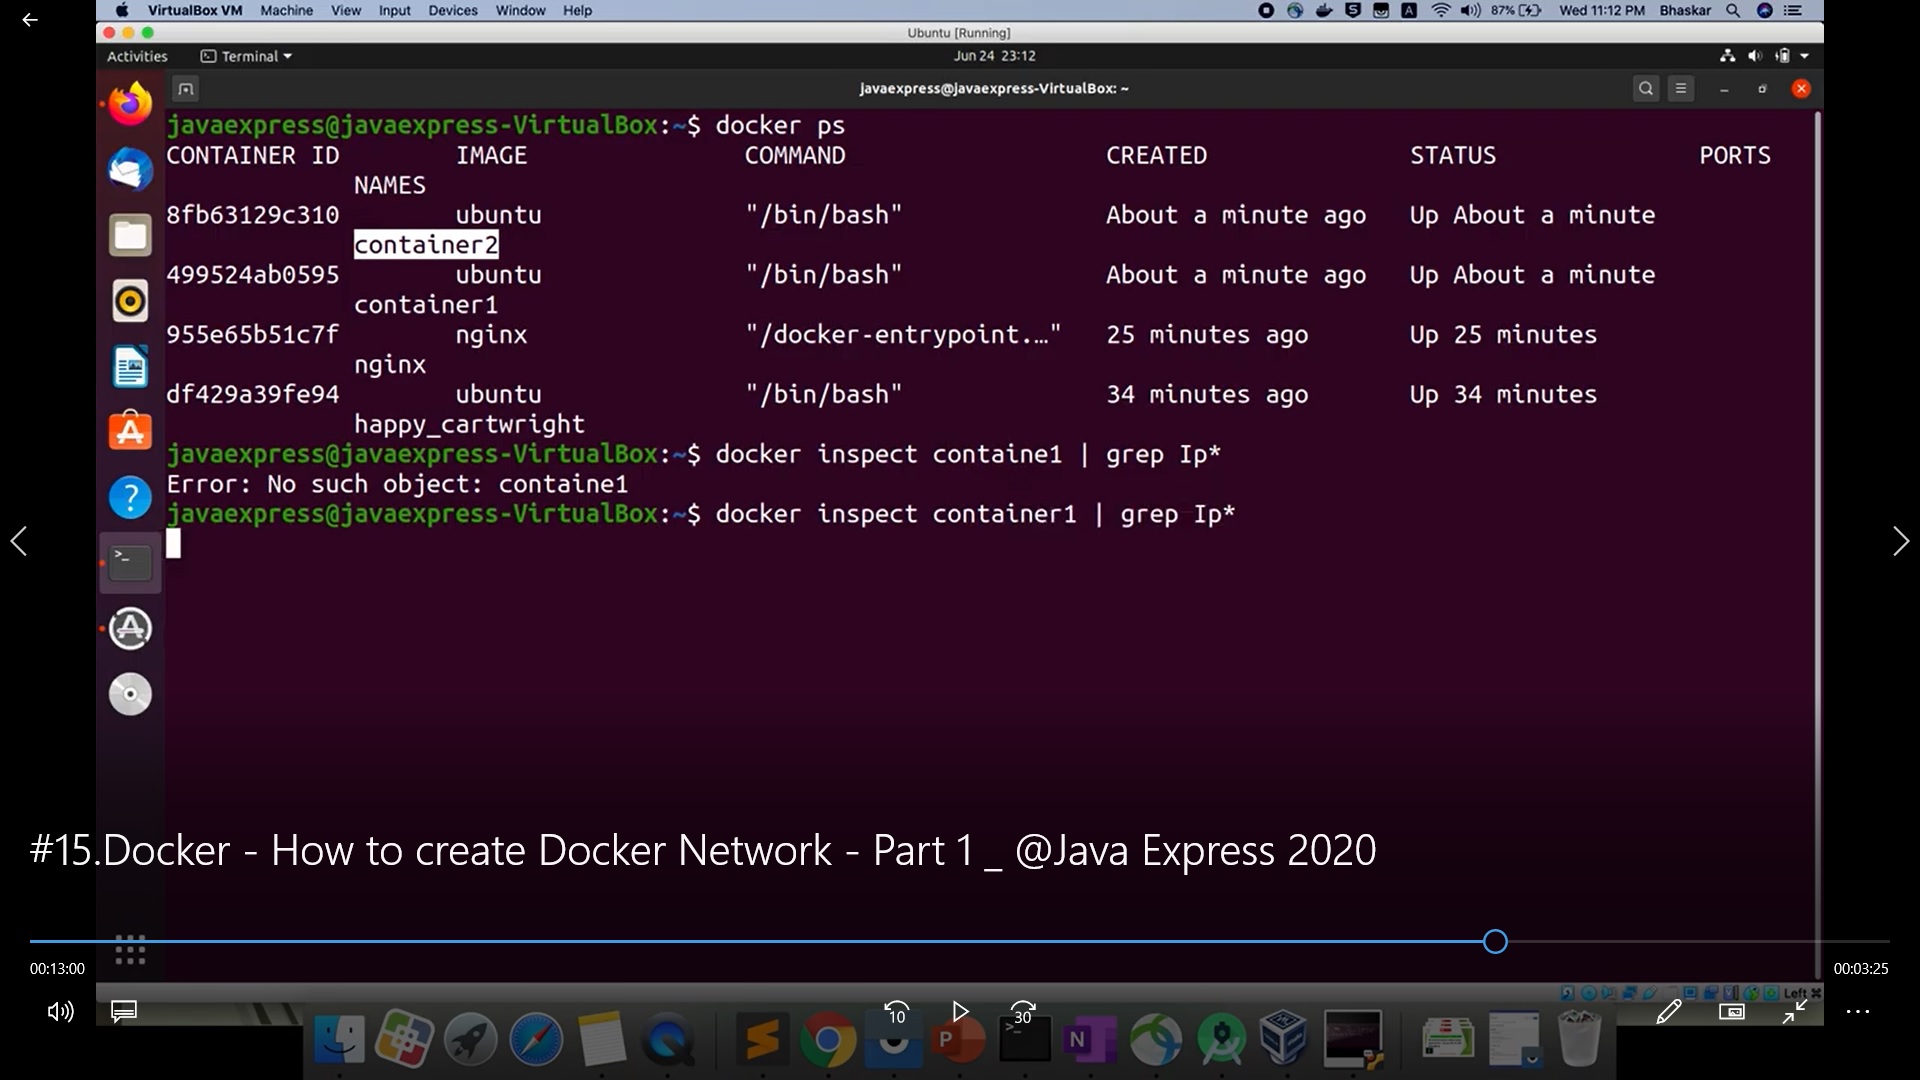 VirtualBox VM Machine View Input Devices Window Help 87% Wed 11:12 PM Bhaskar
Ubuntu [Running]
Activities Terminal Jun 24 23:12
javaexpress@javaexpress-VirtualBox: ~
javaexpress@javaexpress-VirtualBox:~$ docker ps
CONTAINER ID IMAGE COMMAND CREATED STATUS PORTS
NAMES
8fb63129c310 ubuntu "/bin/bash" About a minute ago Up About a minute
container2
499524ab0595 ubuntu "/bin/bash" About a minute ago Up About a minute
container1
955e65b51c7f nginx "/docker-entrypoint.…" 25 minutes ago Up 25 minutes
nginx
df429a39fe94 ubuntu "/bin/bash" 34 minutes ago Up 34 minutes
happy_cartwright
javaexpress@javaexpress-VirtualBox:~$ docker inspect containe1 | grep Ip*
Error: No such object: containe1
javaexpress@javaexpress-VirtualBox:~$ docker inspect container1 | grep Ip*
#15.Docker - How to create Docker Network - Part 1 _ @Java Express 2020
00:13:00 00:03:25
Left ⌘
10 30